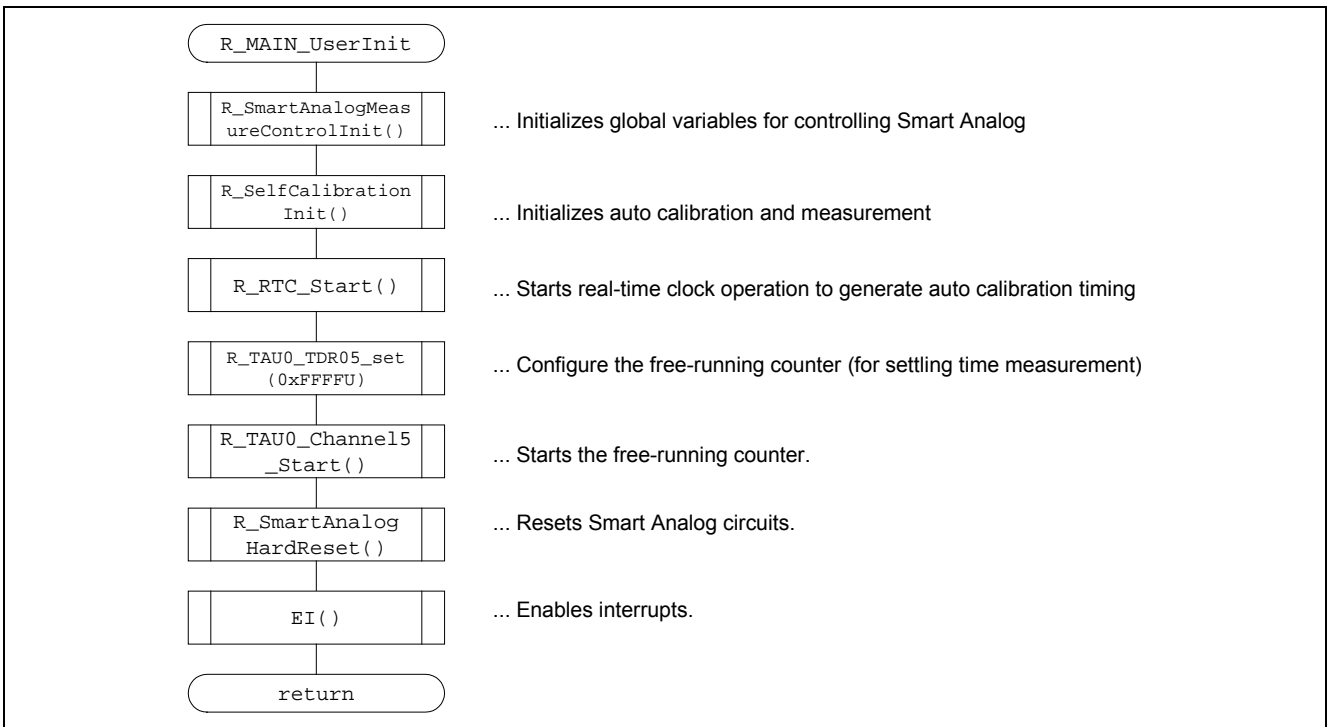 R_MAIN_UserInit
R_SmartAnalogMeas
ureControlInit()
... Initializes global variables for controlling Smart Analog
R_SelfCalibration
Init()
... Initializes auto calibration and measurement
R_RTC_Start()
... Starts real-time clock operation to generate auto calibration timing
R_TAU0_TDR05_set
(0xFFFFU)
... Configure the free-running counter (for settling time measurement)
R_TAU0_Channel5
_Start()
... Starts the free-running counter.
R_SmartAnalog
HardReset()
... Resets Smart Analog circuits.
EI()
... Enables interrupts.
return